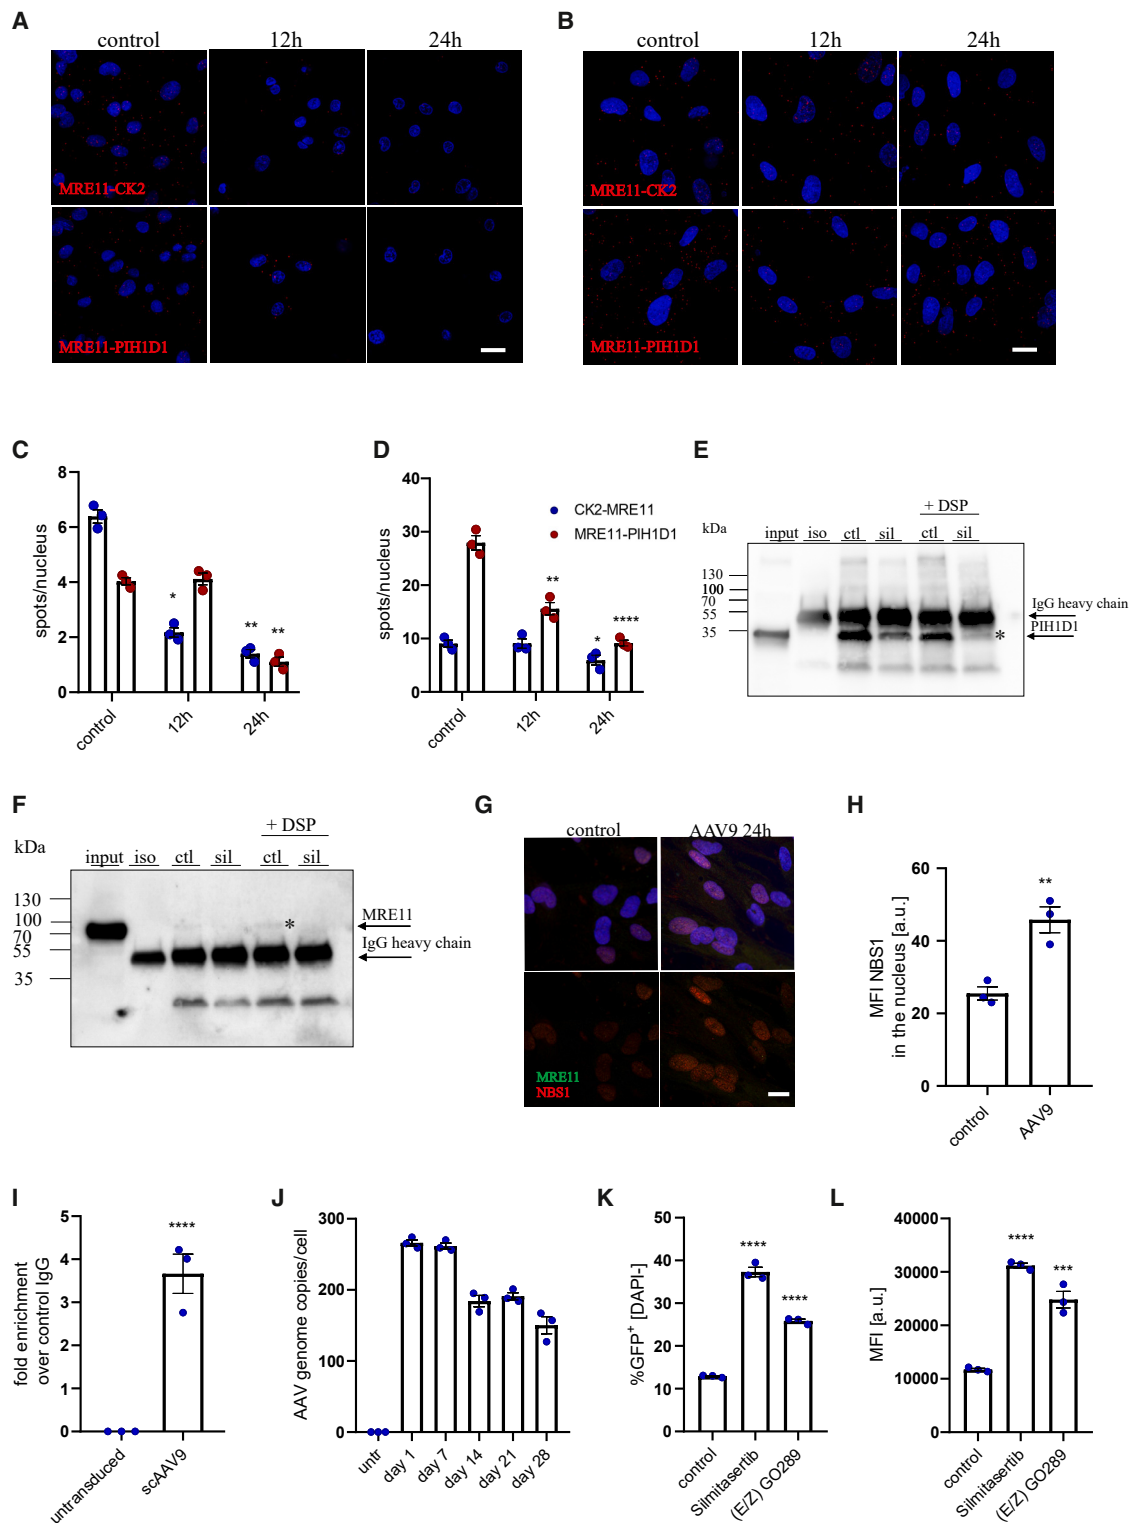 A
control 12h 24h
MRE11-CK2
MRE11-PIH1D1
B
control 12h 24h
MRE11-CK2
MRE11-PIH1D1
C
spots/nucleus
8
6
4
2
0
* ** **
control 12h 24h
D
spots/nucleus
40
30
20
10
0
CK2-MRE11
MRE11-PIH1D1
** * ****
control 12h 24h
E
+ DSP
kDa input iso ctl sil ctl sil
130
100
70
55
35
IgG heavy chain
PIH1D1
*
F
+ DSP
kDa
input iso ctl sil ctl sil
130
100
70
55
35
MRE11
*
IgG heavy chain
G
control AAV9 24h
MRE11
NBS1
H
MFI NBS1
in the nucleus [a.u.]
60
40
20
0
**
control AAV9
I
fold enrichment
over control IgG
5
4
3
2
1
0
****
untransduced scAAV9
J
AAV genome copies/cell
300
200
100
0
untr day 1 day 7 day 14 day 21 day 28
K
%GFP+ [DAPI-]
50
40
30
20
10
0
**** ****
control Silmitasertib (E/Z) GO289
L
MFI [a.u.]
40000
30000
20000
10000
0
**** ***
control Silmitasertib (E/Z) GO289